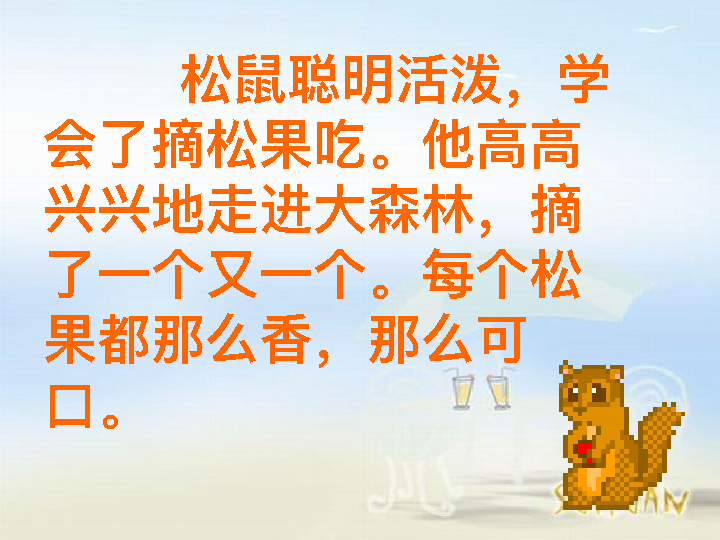 松鼠聪明活泼，学
会了摘松果吃。他高高
兴兴地走进大森林，摘
了一个又一个。每个松
果都那么香，那么可
口。